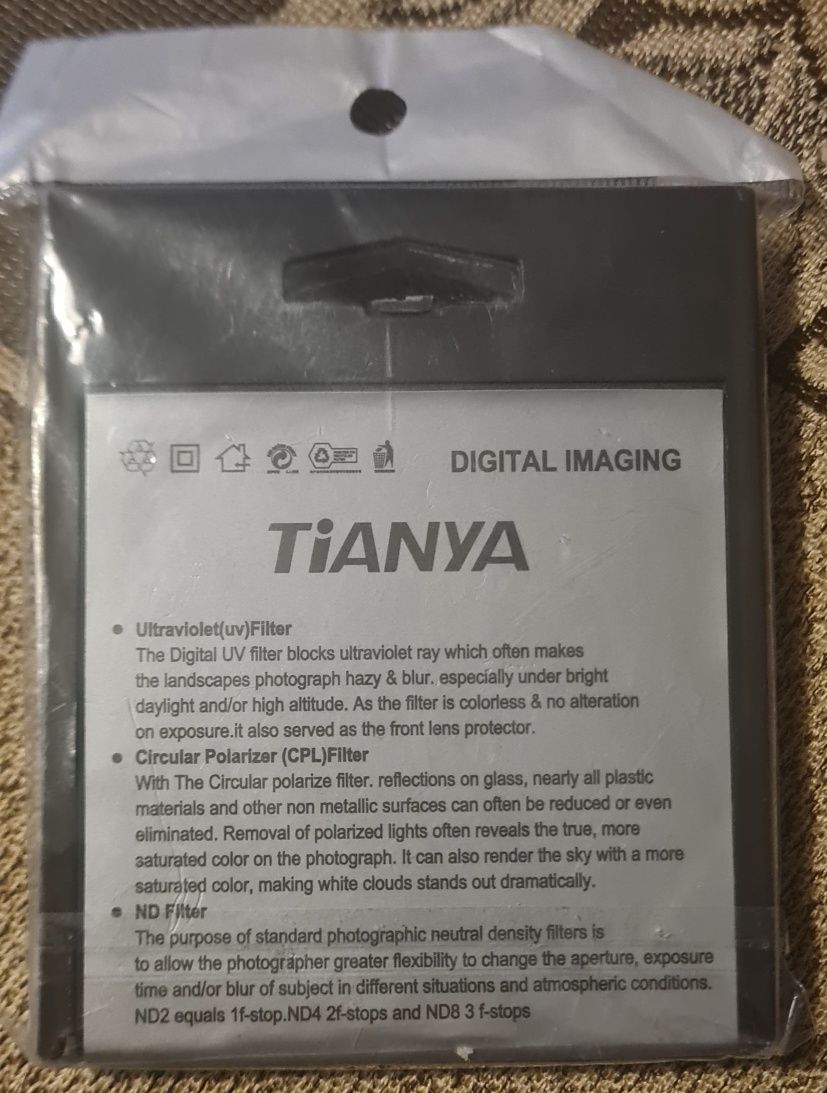 DIGITAL IMAGING
TiANYA
• Ultraviolet(uv)Filter
The Digital UV filter blocks ultraviolet ray which often makes
the landscapes photograph hazy & blur. especially under bright
daylight and/or high altitude. As the filter is colorless & no alteration
on exposure.it also served as the front lens protector.
• Circular Polarizer (CPL)Filter
With The Circular polarize filter. reflections on glass, nearly all plastic
materials and other non metallic surfaces can often be reduced or even
eliminated. Removal of polarized lights often reveals the true, more
saturated color on the photograph. It can also render the sky with a more
saturated color, making white clouds stands out dramatically.
• ND Filter
The purpose of standard photographic neutral density filters is
to allow the photographer greater flexibility to change the aperture, exposure
time and/or blur of subject in different situations and atmospheric conditions.
ND2 equals 1f-stop.ND4 2f-stops and ND8 3 f-stops